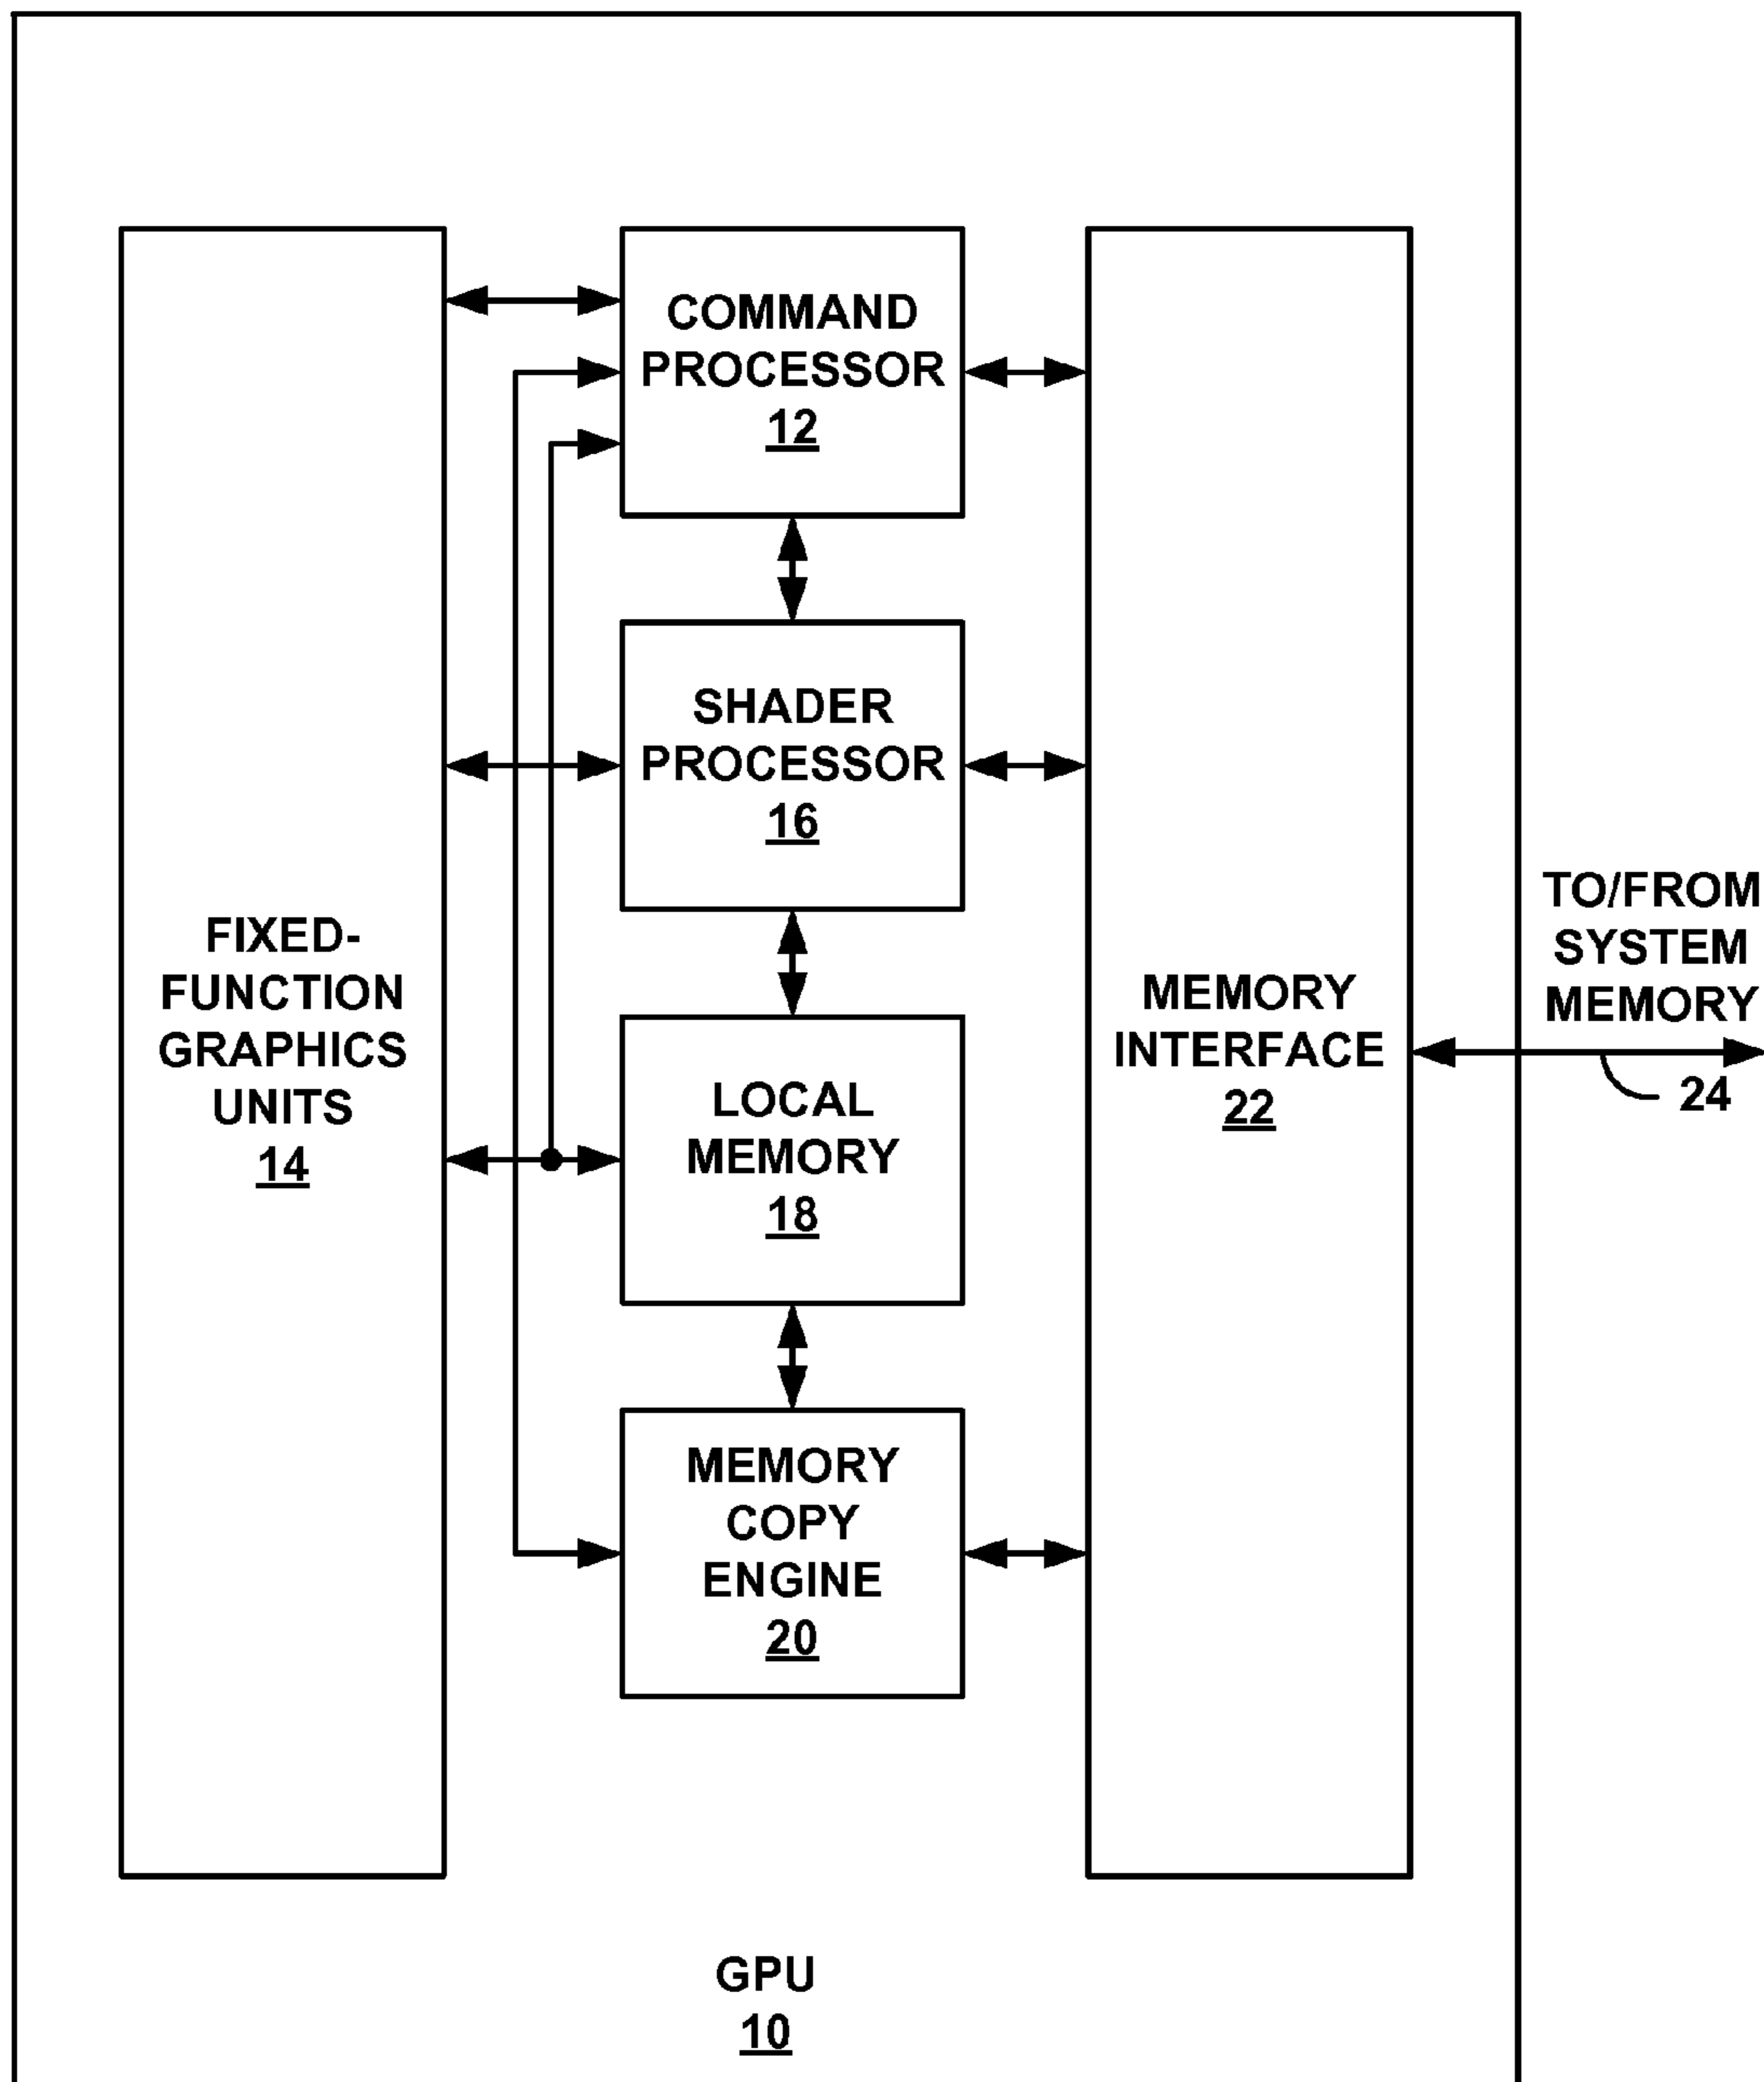 COMMAND
PROCESSOR
12
SHADER
PROCESSOR
16
FIXED-
FUNCTION
GRAPHICS
UNITS
14
LOCAL
MEMORY
18
MEMORY
COPY
ENGINE
20
MEMORY
INTERFACE
22
TO/FROM
SYSTEM
MEMORY
24
GPU
10